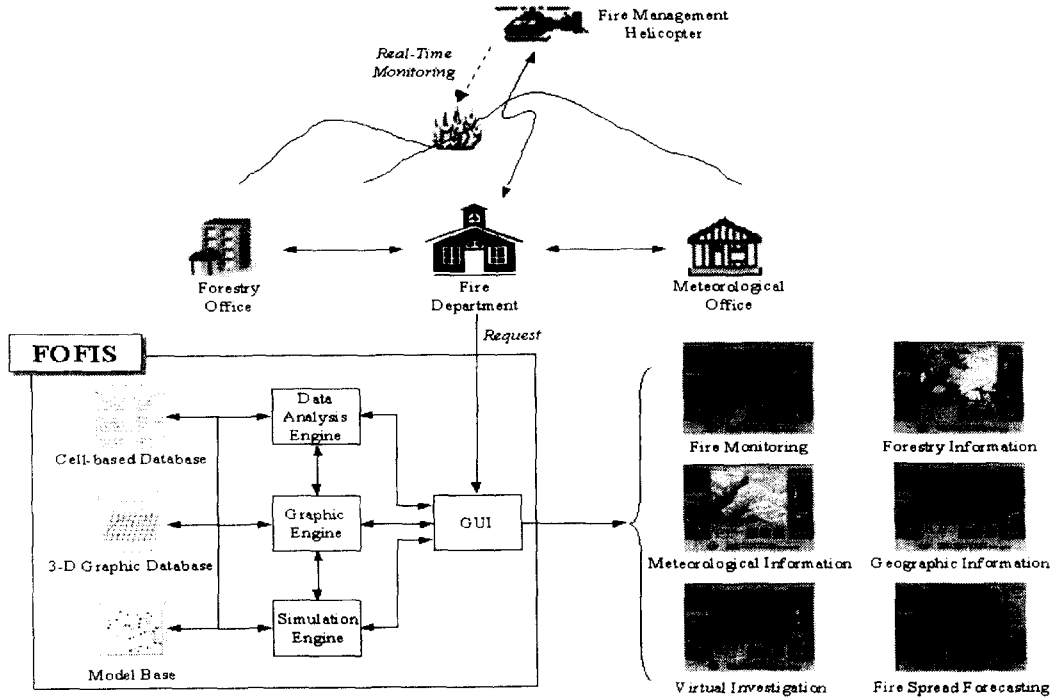 Fire Management
Helicopter
Real-Time
Monitoring
Forestry
Office
Fire
Department
Meteorological
Office
Request
FOFIS
Data
Analysis
Engine
Cell-based Database
Graphic
Engine
GUI
3-D Graphic Database
Simulation
Engine
Model Base
Fire Monitoring
Forestry Information
Meteorological Information
Geographic Information
Virtual Investigation
Fire Spread Forecasting